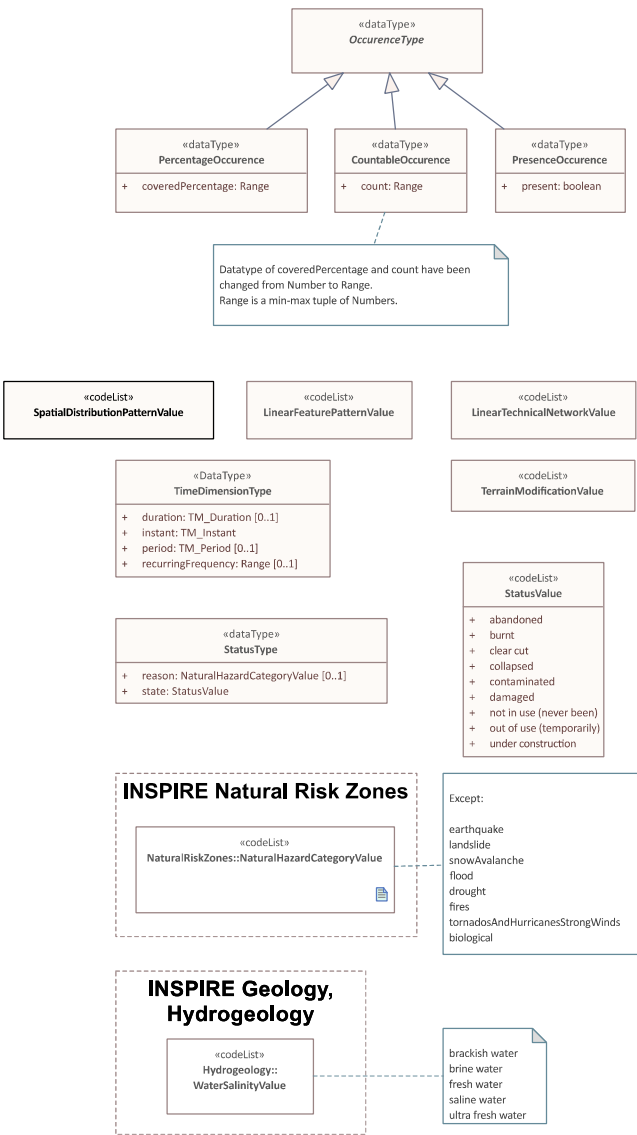 «dataType»
OccurenceType
«dataType»
PercentageOccurence
+ coveredPercentage: Range
«dataType»
CountableOccurence
+ count: Range
«dataType»
PresenceOccurence
+ present: boolean
Datatype of coveredPercentage and count have been
changed from Number to Range.
Range is a min-max tuple of Numbers.
«codeList»
SpatialDistributionPatternValue
«codeList»
LinearFeaturePatternValue
«codeList»
LinearTechnicalNetworkValue
«DataType»
TimeDimensionType
+ duration: TM_Duration [0..1]
+ instant: TM_Instant
+ period: TM_Period [0..1]
+ recurringFrequency: Range [0..1]
«codeList»
TerrainModificationValue
«codeList»
StatusValue
+ abandoned
+ burnt
+ clear cut
+ collapsed
+ contaminated
+ damaged
+ not in use (never been)
+ out of use (temporarily)
+ under construction
«dataType»
StatusType
+ reason: NaturalHazardCategoryValue [0..1]
+ state: StatusValue
INSPIRE Natural Risk Zones
«codeList»
NaturalRiskZones::NaturalHazardCategoryValue
Except:
earthquake
landslide
snowAvalanche
flood
drought
fires
tornadosAndHurricanesStrongWinds
biological
INSPIRE Geology,
Hydrogeology
«codeList»
Hydrogeology::
WaterSalinityValue
brackish water
brine water
fresh water
saline water
ultra fresh water